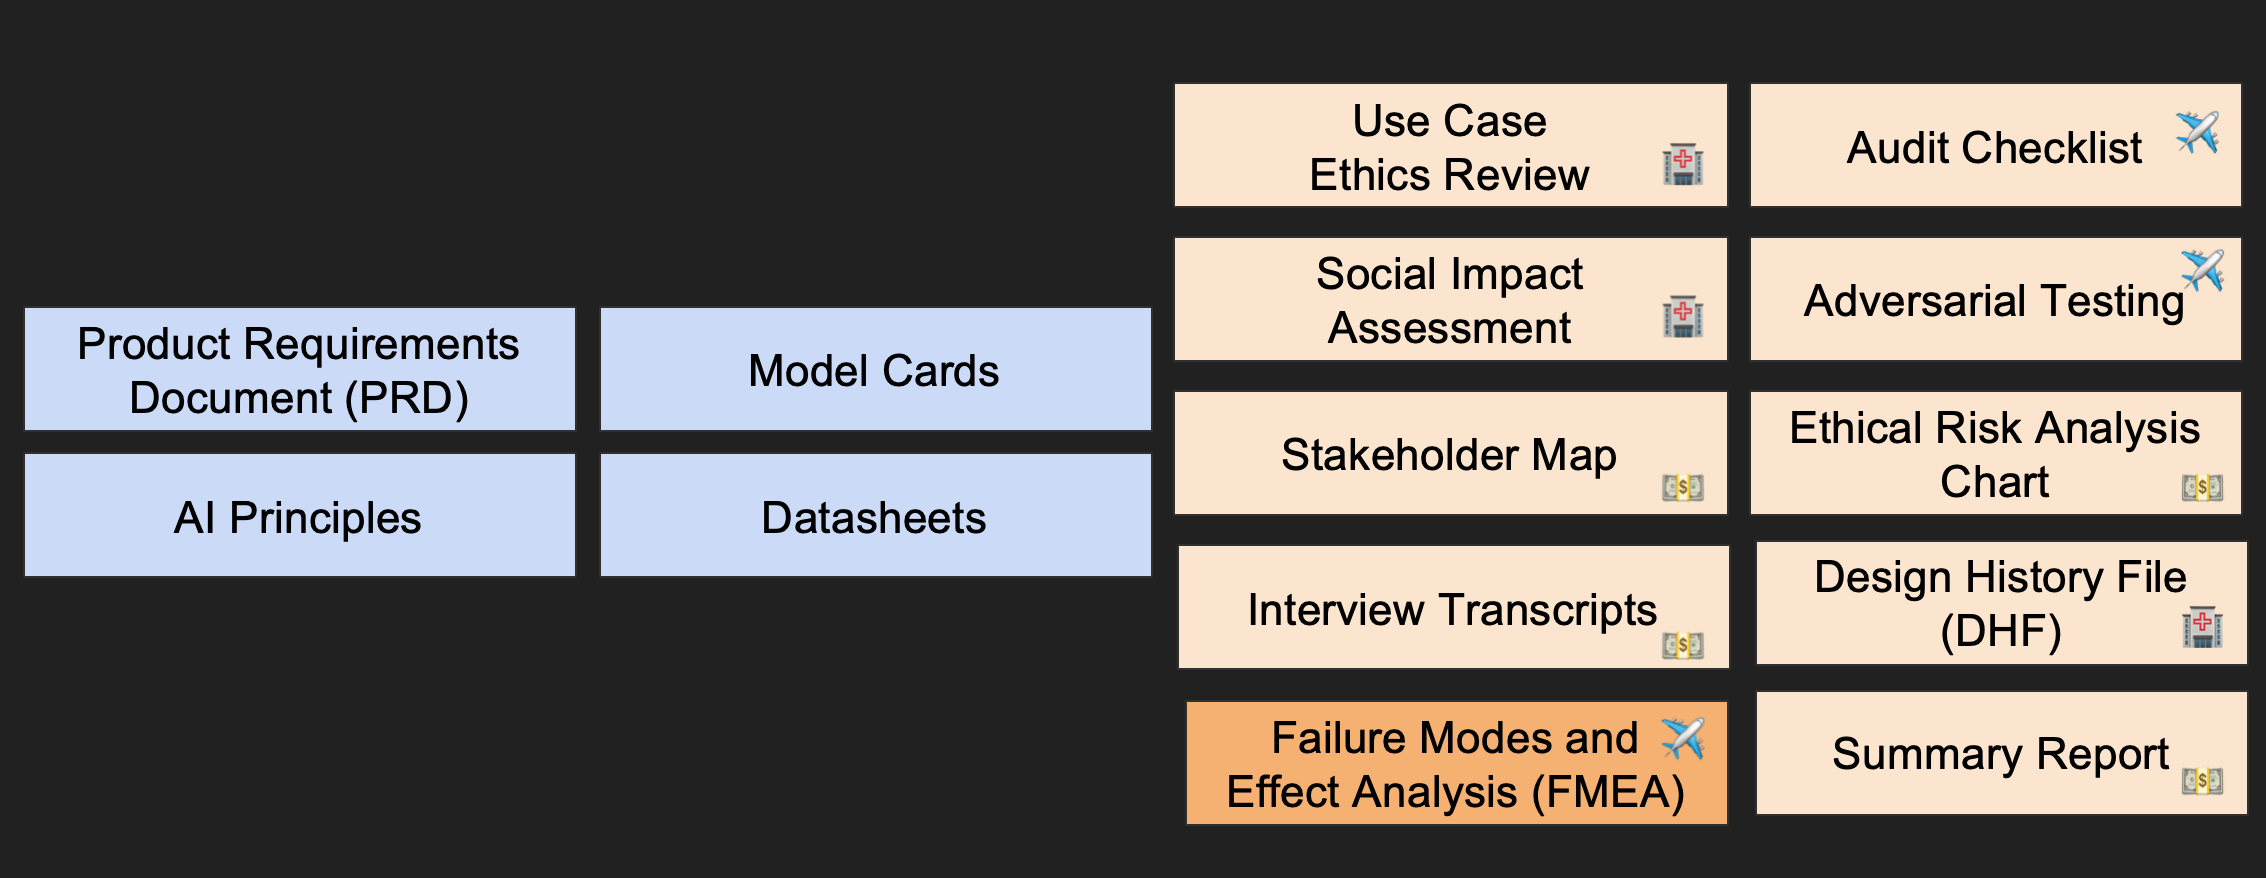 Product Requirements
Document (PRD)
AI Principles
Model Cards
Datasheets
Use Case
Ethics Review
Social Impact
Assessment
Stakeholder Map
Interview Transcripts
Failure Modes and
Effect Analysis (FMEA)
Audit Checklist
Adversarial Testing
Ethical Risk Analysis
Chart
Design History File
(DHF)
Summary Report